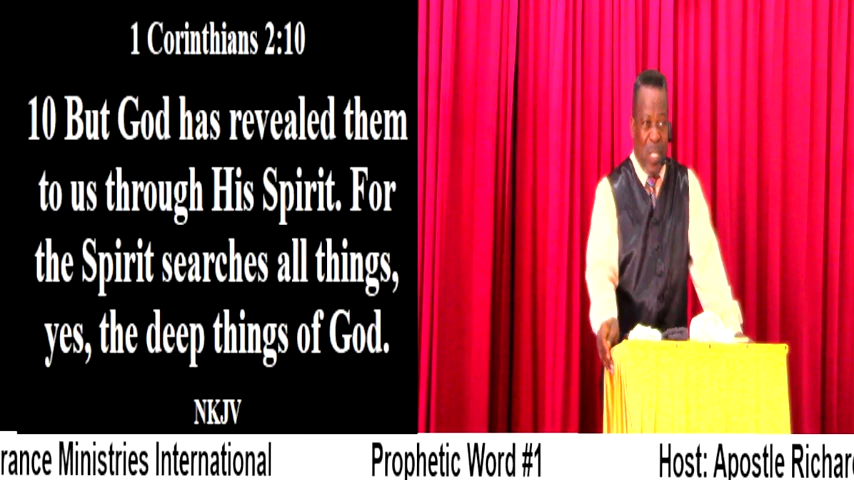 1 Corinthians 2:10
10 But God has revealed them
to us through His Spirit. For
the Spirit searches all things,
yes, the deep things of God.
NKJV
rance Ministries International Prophetic Word #1 Host: Apostle Richard